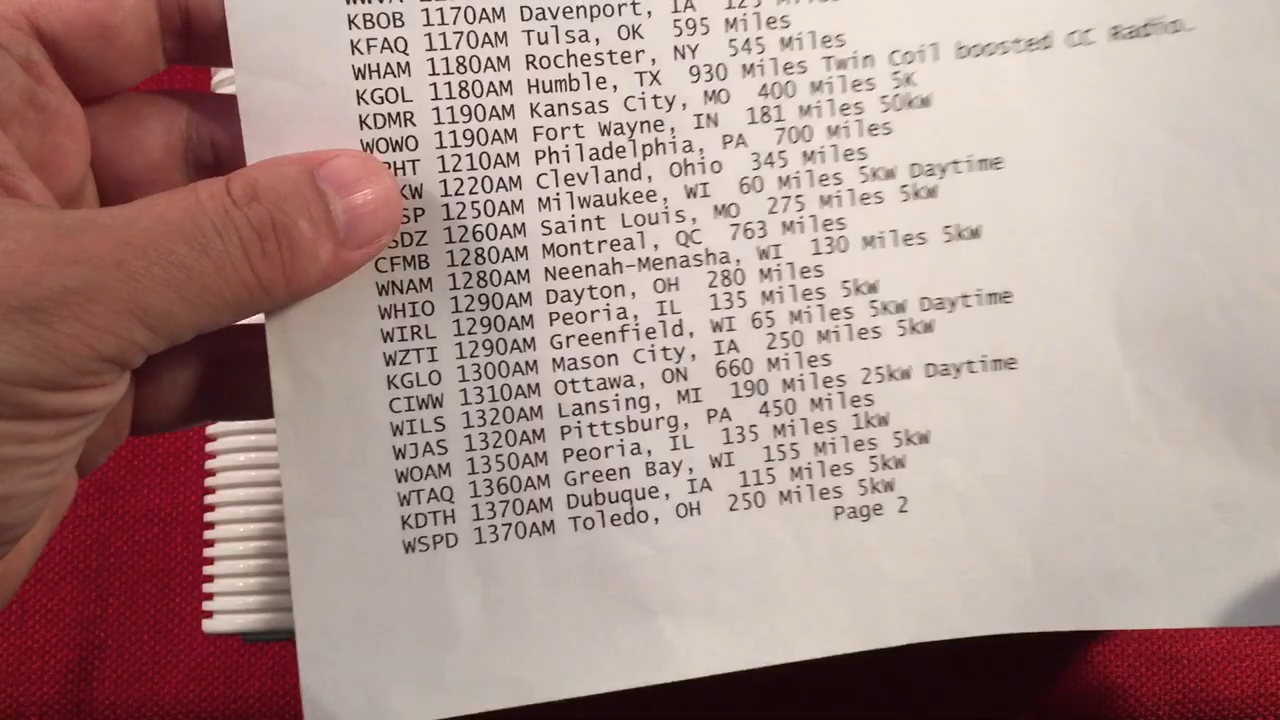 KBOB 1170AM Davenport, IA 125 Miles
KFAQ 1170AM Tulsa, OK 595 Miles
WHAM 1180AM Rochester, NY 545 Miles
KGOL 1180AM Humble, TX 930 Miles Twin Coil boosted CC Radio.
KDMR 1190AM Kansas City, MO 400 Miles 5K
WOWO 1190AM Fort Wayne, IN 181 Miles 50kw
PHT 1210AM Philadelphia, PA 700 Miles
KW 1220AM Clevland, Ohio 345 Miles
SP 1250AM Milwaukee, WI 60 Miles 5Kw Daytime
SDZ 1260AM Saint Louis, MO 275 Miles 5kw
CFMB 1280AM Montreal, QC 763 Miles
WNAM 1280AM Neenah-Menasha, WI 130 Miles 5kw
WHIO 1290AM Dayton, OH 280 Miles
WIRL 1290AM Peoria, IL 135 Miles 5kw
WZTI 1290AM Greenfield, WI 65 Miles 5Kw Daytime
KGLO 1300AM Mason City, IA 250 Miles 5kw
CIWW 1310AM Ottawa, ON 660 Miles
WILS 1320AM Lansing, MI 190 Miles 25kw Daytime
WJAS 1320AM Pittsburg, PA 450 Miles
WOAM 1350AM Peoria, IL 135 Miles 1kw
WTAQ 1360AM Green Bay, WI 155 Miles 5kw
KDTH 1370AM Dubuque, IA 115 Miles 5kw
WSPD 1370AM Toledo, OH 250 Miles 5kw
Page 2